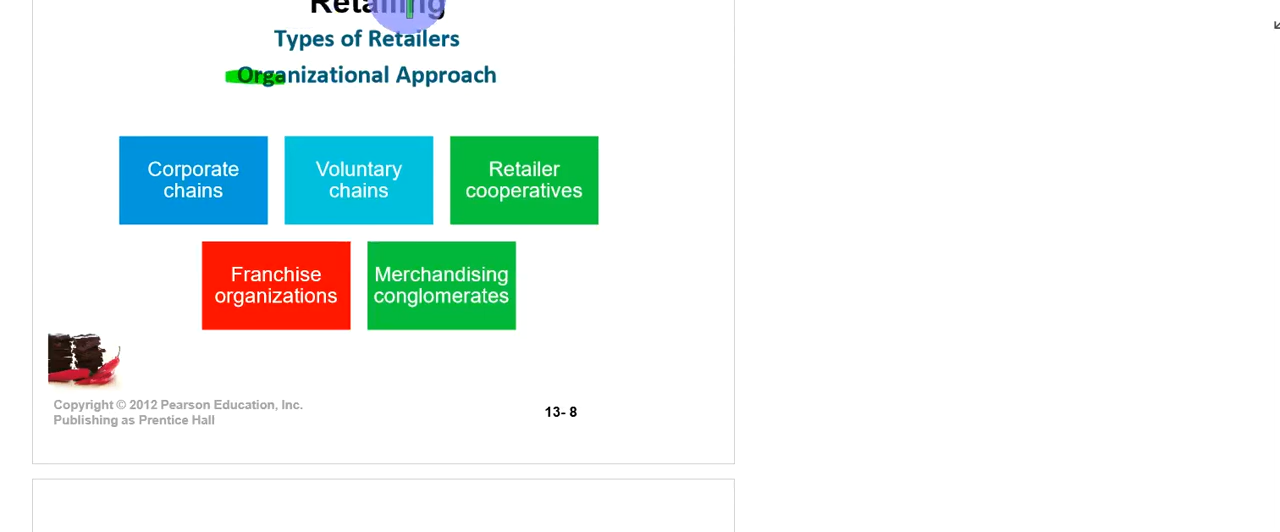 Retailing
Types of Retailers
Organizational Approach
Corporate
chains
Voluntary
chains
Retailer
cooperatives
Franchise
organizations
Merchandising
conglomerates
Copyright © 2012 Pearson Education, Inc.
Publishing as Prentice Hall
13- 8